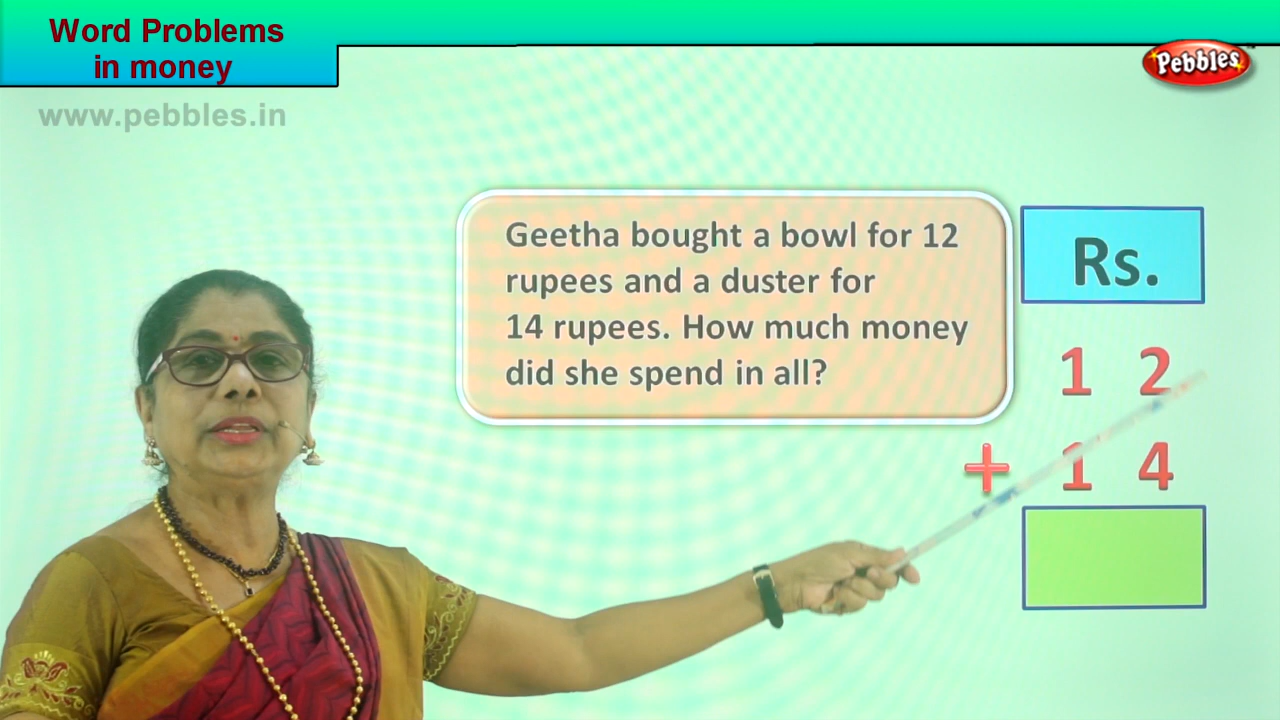 Word Problems
in money
Pebbles
www.pebbles.in
Geetha bought a bowl for 12
rupees and a duster for
14 rupees. How much money
did she spend in all?
Rs.
1 2
+ 1 4